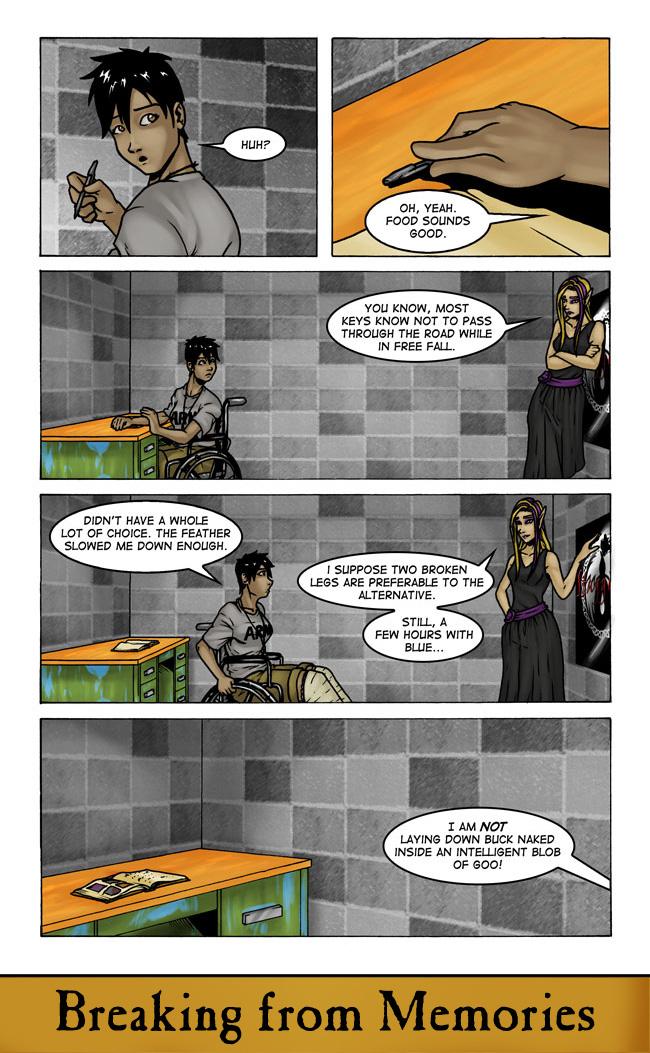 HUH?
OH, YEAH.
FOOD SOUNDS
GOOD.
YOU KNOW, MOST
KEYS KNOW NOT TO PASS
THROUGH THE ROAD WHILE
IN FREE FALL.
DIDN'T HAVE A WHOLE
LOT OF CHOICE. THE FEATHER
SLOWED ME DOWN ENOUGH.
I SUPPOSE TWO BROKEN
LEGS ARE PREFERABLE TO THE
ALTERNATIVE.
STILL, A
FEW HOURS WITH
BLUE...
I AM NOT
LAYING DOWN BUCK NAKED
INSIDE AN INTELLIGENT BLOB
OF GOO!
Breaking from Memories